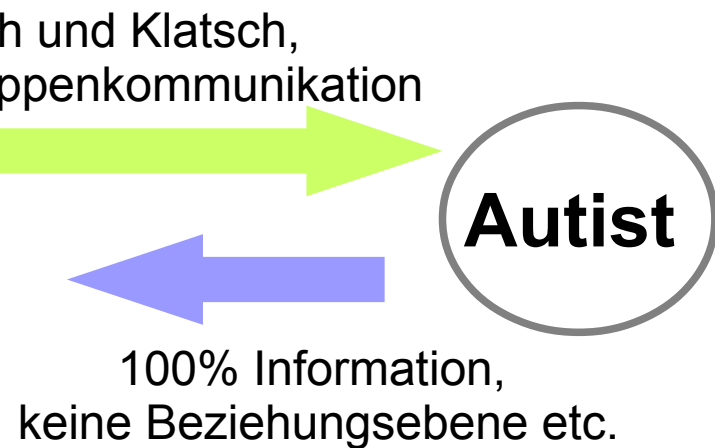 h und Klatsch,
ppenkommunikation
Autist
100% Information,
keine Beziehungsebene etc.